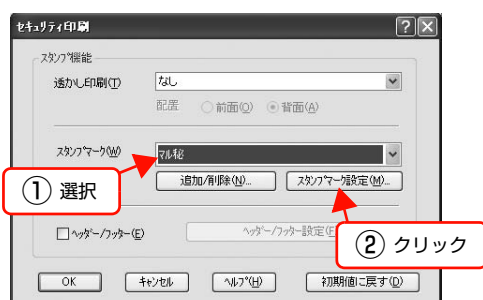 セキュリティ印刷
スタンプ機能
透かし印刷(T) なし
配置 前面(O) 背面(A)
スタンプマーク(W) マル秘
追加/削除(N)... スタンプマーク設定(M)...
① 選択
ヘッダー/フッター(E) ヘッダー/フッター設定(F)
② クリック
OK キャンセル ヘルプ(H) 初期値に戻す(D)